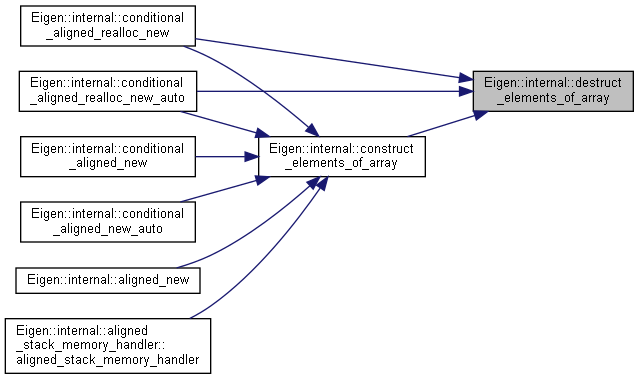 Eigen::internal::conditional
_aligned_realloc_new
Eigen::internal::conditional
_aligned_realloc_new_auto
Eigen::internal::conditional
_aligned_new
Eigen::internal::conditional
_aligned_new_auto
Eigen::internal::aligned_new
Eigen::internal::aligned
_stack_memory_handler::
aligned_stack_memory_handler
Eigen::internal::construct
_elements_of_array
Eigen::internal::destruct
_elements_of_array